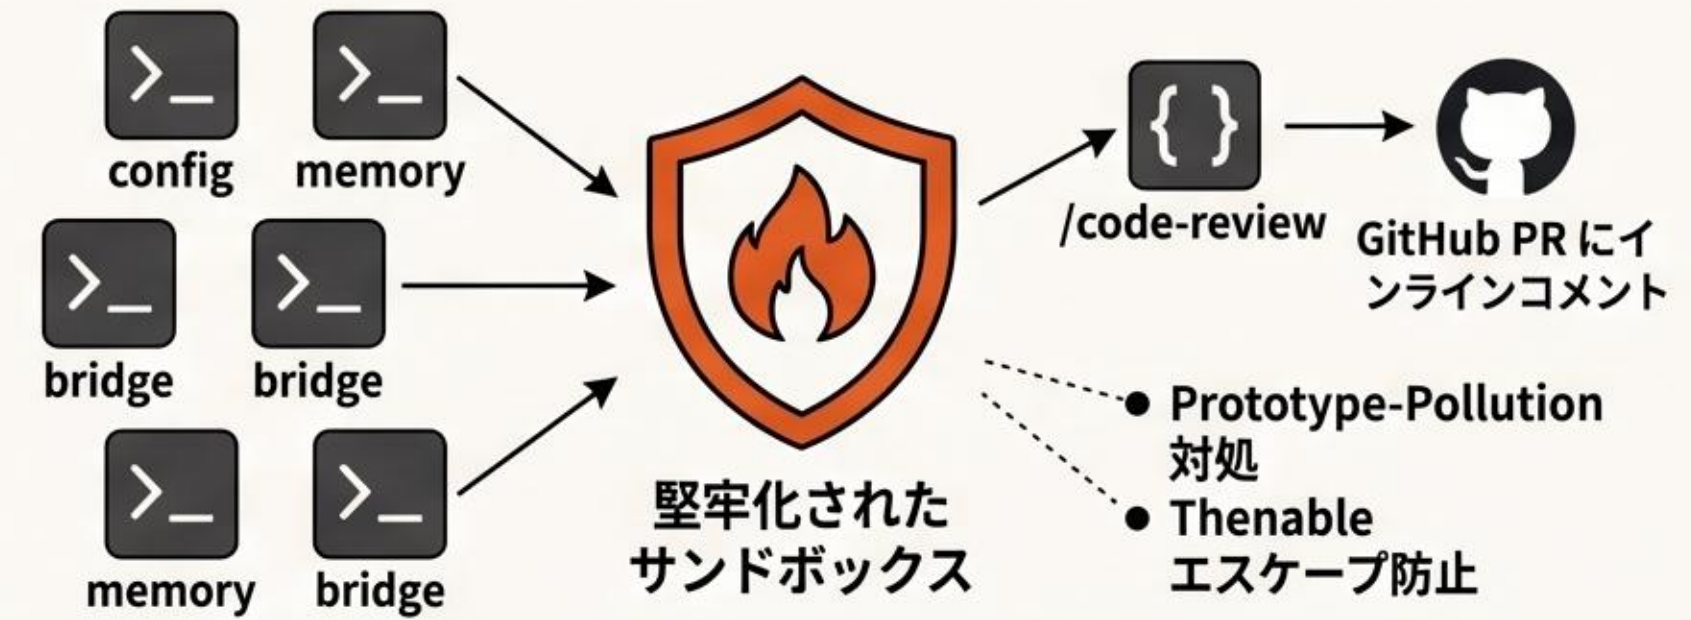 config
memory
bridge
bridge
memory
bridge
堅牢化された
サンドボックス
/code-review
GitHub PR にイ
ンラインコメント
● Prototype-Pollution
対処
● Thenable
エスケープ防止